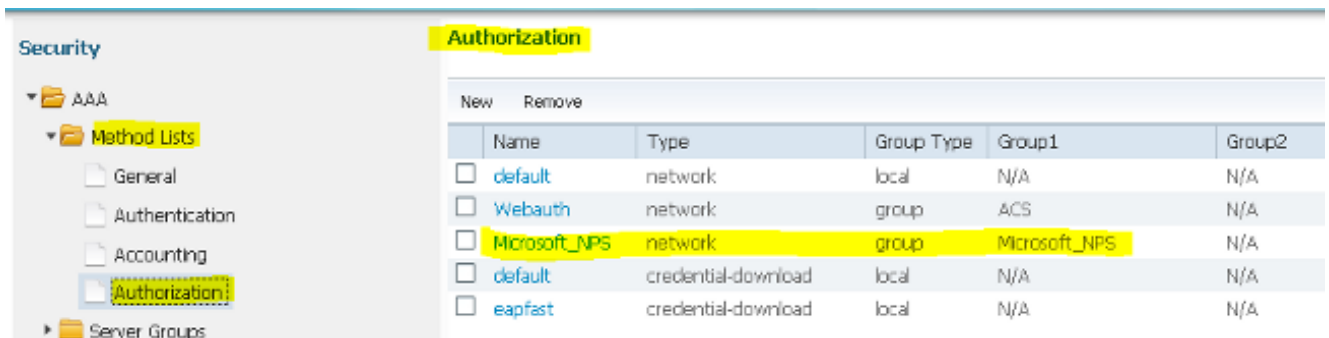 Security
AAA
Method Lists
General
Authentication
Accounting
Authorization
Server Groups
Authorization
New Remove
Name Type Group Type Group1 Group2
default network local N/A N/A
Webauth network group ACS N/A
Microsoft_NPS network group Microsoft_NPS N/A
default credential-download local N/A N/A
eapfast credential-download local N/A N/A